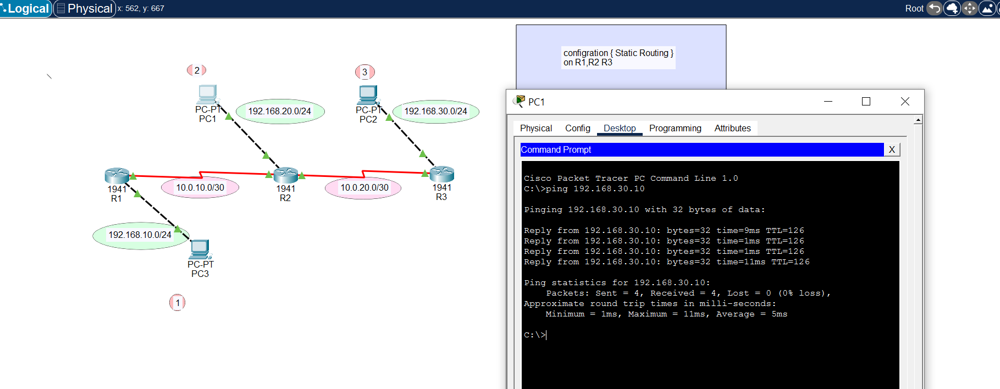 Logical
Physical
x: 562, y: 667
Root
configration { Static Routing }
on R1,R2 R3
2
3
PC-PT
PC1
192.168.20.0/24
PC-PT
PC2
192.168.30.0/24
1941
R1
10.0.10.0/30
1941
R2
10.0.20.0/30
1941
R3
192.168.10.0/24
PC-PT
PC3
1
PC1
Physical Config Desktop Programming Attributes
Command Prompt
X
Cisco Packet Tracer PC Command Line 1.0
C:\>ping 192.168.30.10
Pinging 192.168.30.10 with 32 bytes of data:
Reply from 192.168.30.10: bytes=32 time=9ms TTL=126
Reply from 192.168.30.10: bytes=32 time=1ms TTL=126
Reply from 192.168.30.10: bytes=32 time=1ms TTL=126
Reply from 192.168.30.10: bytes=32 time=11ms TTL=126
Ping statistics for 192.168.30.10:
Packets: Sent = 4, Received = 4, Lost = 0 (0% loss),
Approximate round trip times in milli-seconds:
Minimum = 1ms, Maximum = 11ms, Average = 5ms
C:\>